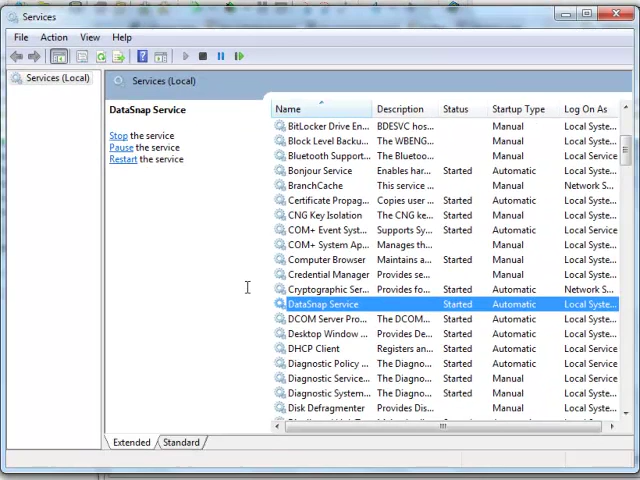 Services
File Action View Help
Services (Local)
Services (Local)
DataSnap Service
Stop the service
Pause the service
Restart the service
Name Description Status Startup Type Log On As
BitLocker Drive En... BDESVC hos... Manual Local Syste...
Block Level Backu... The WBENG... Manual Local Syste...
Bluetooth Support... The Bluetoo... Manual Local Service
Bonjour Service Enables har... Started Automatic Local Syste...
BranchCache This service ... Manual Network S...
Certificate Propag... Copies user ... Started Manual Local Syste...
CNG Key Isolation The CNG ke... Started Manual Local Syste...
COM+ Event Syst... Supports Sy... Started Automatic Local Service
COM+ System Ap... Manages th... Manual Local Syste...
Computer Browser Maintains a... Started Manual Local Syste...
Credential Manager Provides se... Manual Local Syste...
Cryptographic Ser... Provides fo... Started Automatic Network S...
DataSnap Service Started Automatic Local Syste...
DCOM Server Pro... The DCOM... Started Automatic Local Syste...
Desktop Window ... Provides De... Started Automatic Local Syste...
DHCP Client Registers an... Started Automatic Local Service
Diagnostic Policy ... The Diagno... Started Automatic Local Service
Diagnostic Service... The Diagno... Started Manual Local Service
Diagnostic System... The Diagno... Started Manual Local Syste...
Disk Defragmenter Provides Dis... Manual Local Syste...
Extended Standard